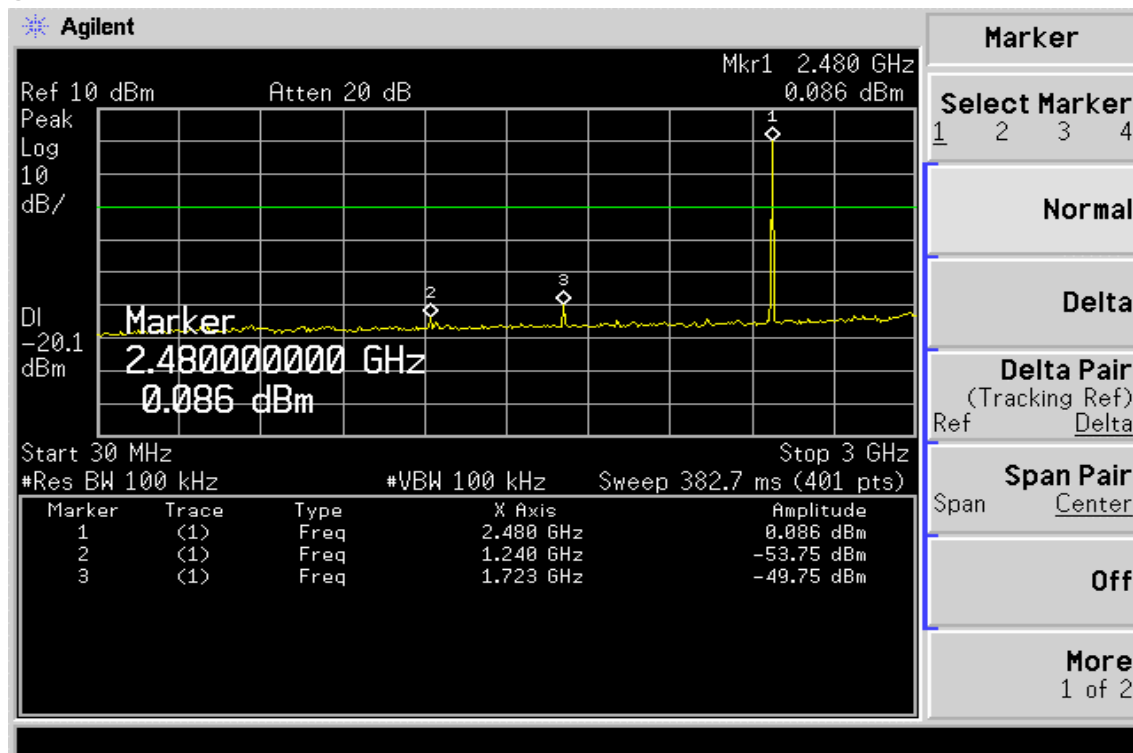 Agilent
Mkr1 2.480 GHz
Ref 10 dBm Atten 20 dB 0.086 dBm
Peak
Log
10
dB/
1
2
3
DI
-20.1
dBm
Marker
2.480000000 GHz
0.086 dBm
Start 30 MHz Stop 3 GHz
#Res BW 100 kHz #VBW 100 kHz Sweep 382.7 ms (401 pts)
Marker Trace Type X Axis Amplitude
1 (1) Freq 2.480 GHz 0.086 dBm
2 (1) Freq 1.240 GHz -53.75 dBm
3 (1) Freq 1.723 GHz -49.75 dBm
Marker
Select Marker
1 2 3 4
Normal
Delta
Delta Pair
(Tracking Ref)
Ref Delta
Span Pair
Span Center
Off
More
1 of 2